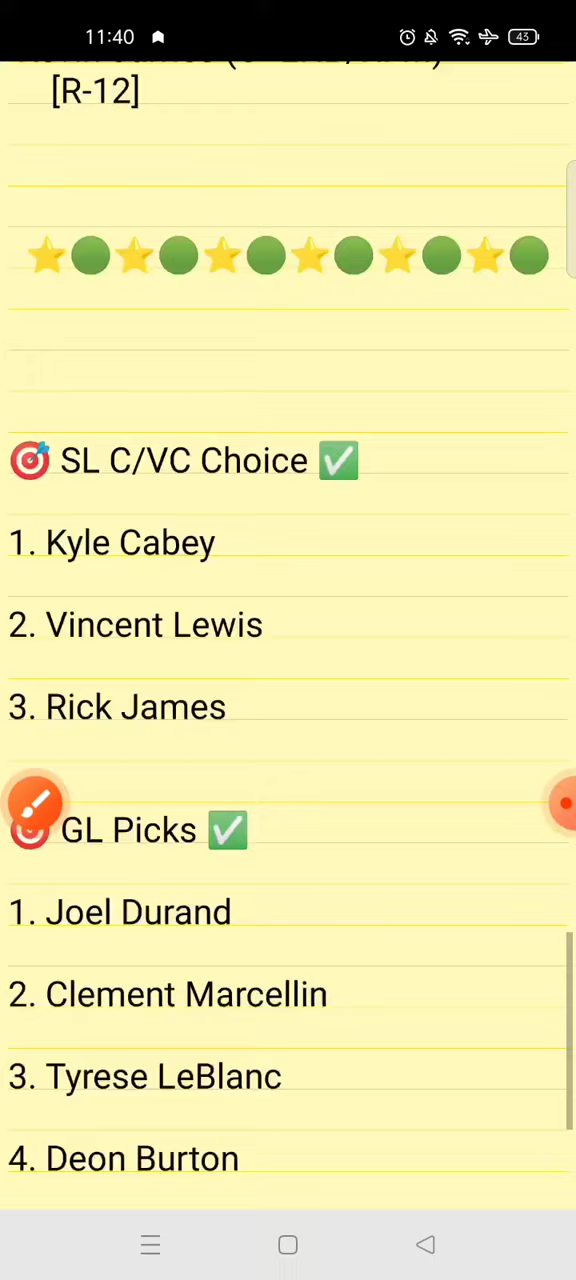 11:40 43
[R-12]
SL C/VC Choice
1. Kyle Cabey
2. Vincent Lewis
3. Rick James
GL Picks
1. Joel Durand
2. Clement Marcellin
3. Tyrese LeBlanc
4. Deon Burton